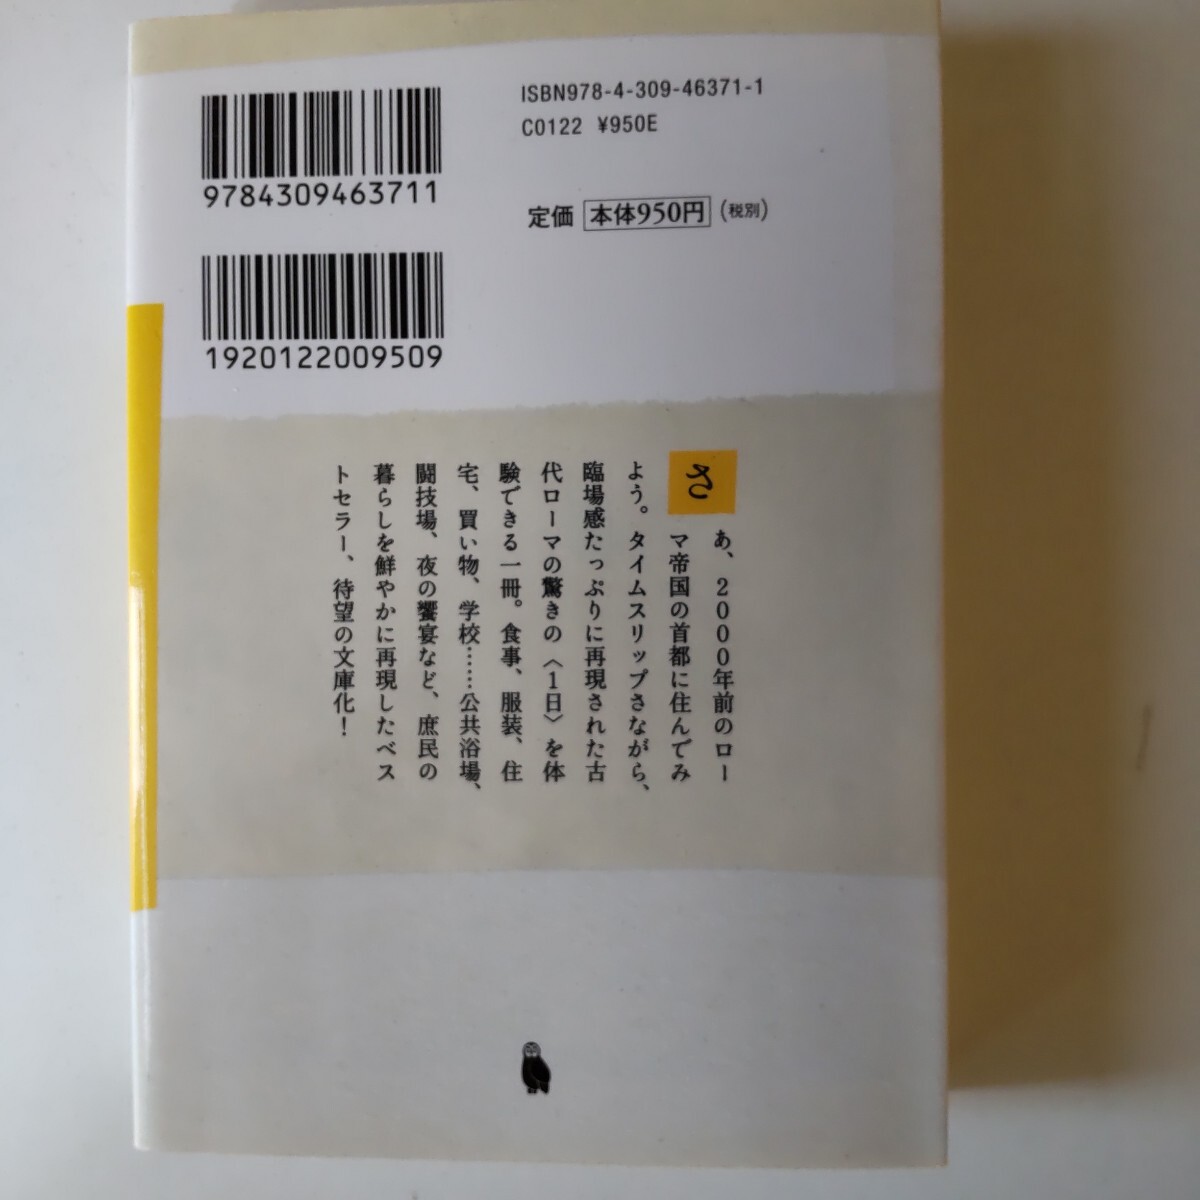 ISBN978-4-309-46371-1
C0122 ¥950E
9784309463711
定価 本体950円(税別)
1920122009509
さあ、2000年前のロー
マ帝国の首都に住んでみ
よう。タイムスリップさながら、
臨場感たっぷりに再現された古
代ローマの驚きの〈1日〉を体
験できる一冊。食事、服装、住
宅、買い物、学校……公共浴場、
闘技場、夜の饗宴など、庶民の
暮らしを鮮やかに再現したベス
トセラー、待望の文庫化！